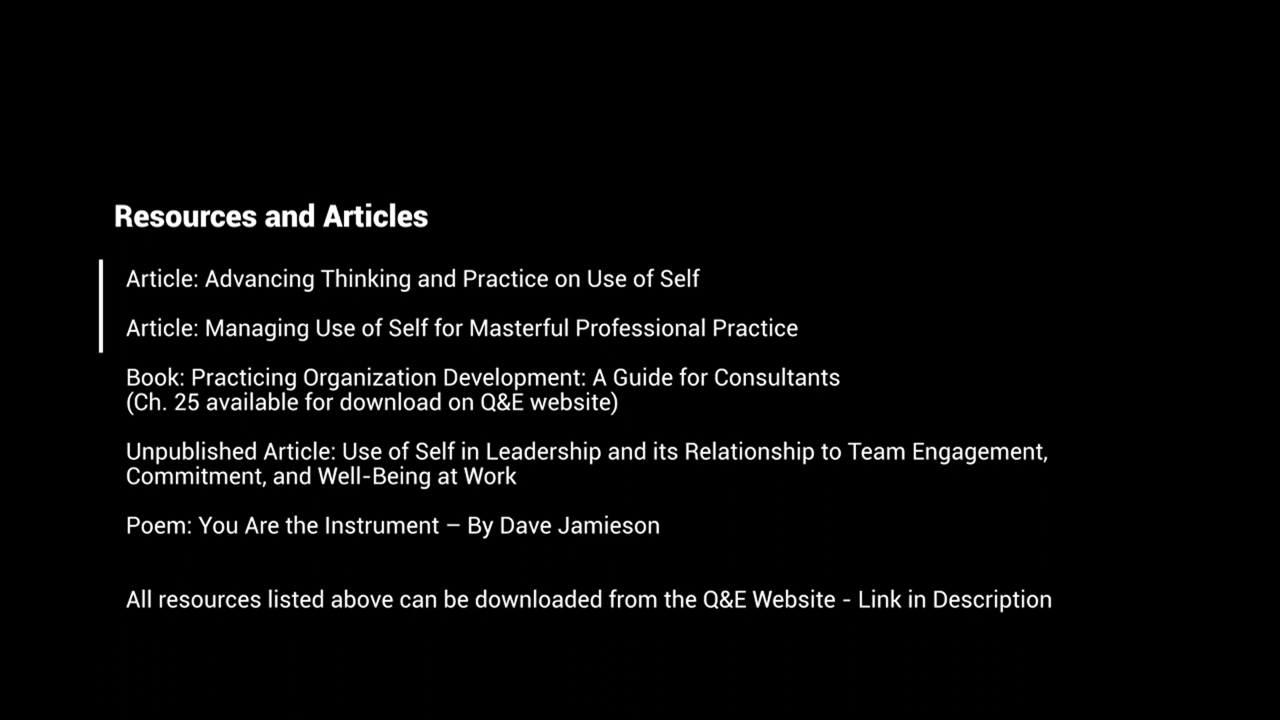 Resources and Articles
Article: Advancing Thinking and Practice on Use of Self
Article: Managing Use of Self for Masterful Professional Practice
Book: Practicing Organization Development: A Guide for Consultants
(Ch. 25 available for download on Q&E website)
Unpublished Article: Use of Self in Leadership and its Relationship to Team Engagement,
Commitment, and Well-Being at Work
Poem: You Are the Instrument – By Dave Jamieson
All resources listed above can be downloaded from the Q&E Website - Link in Description